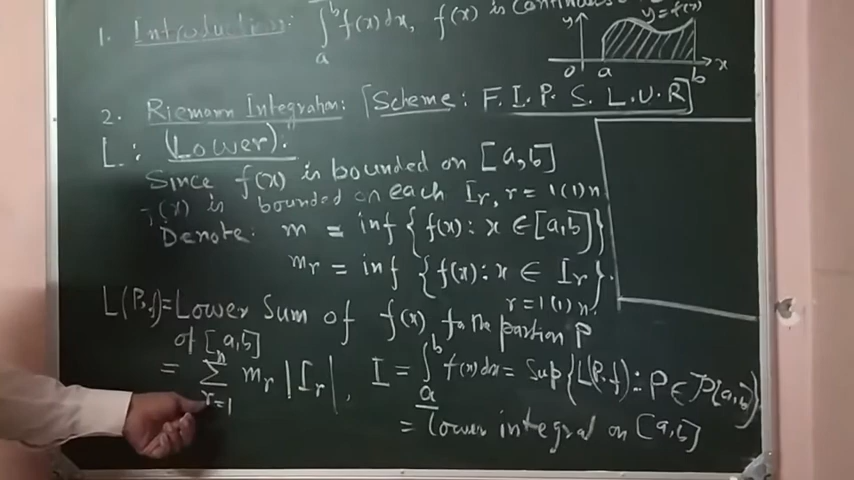 1. Introduction: ∫_a^b f(x) dx, f(x) is continuous
y y=f(x)
o a b x
2. Riemann Integration: [Scheme: F.I.P.S.L.U.R]
L: (Lower):
Since f(x) is bounded on [a,b]
f(x) is bounded on each I_r, r=1(1)n
Denote: m = inf {f(x): x ∈ [a,b]}
m_r = inf {f(x): x ∈ I_r}
r=1(1)n.
L(P,f)=Lower Sum of f(x) for the partion P
of [a,b]
= Σ_{r=1}^n m_r |I_r|, I = ∫_a^b f(x)dx = Sup{L(P,f): P ∈ P[a,b]}
= lower integral on [a,b]